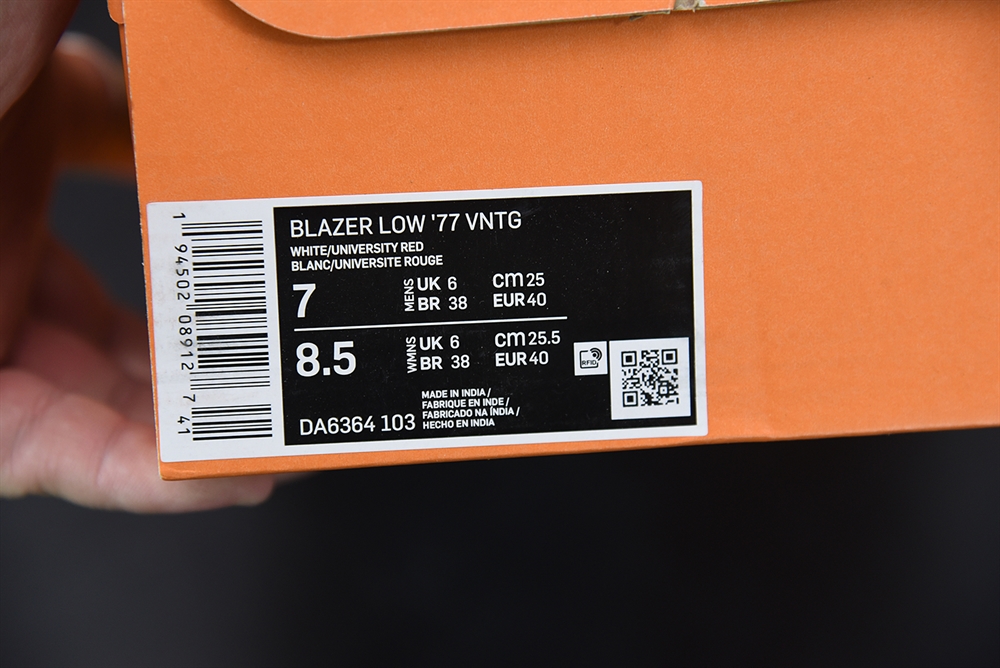 BLAZER LOW '77 VNTG
WHITE/UNIVERSITY RED
BLANC/UNIVERSITE ROUGE
7 MENS UK 6 cm 25
BR 38 EUR 40
8.5 WMNS UK 6 cm 25.5
BR 38 EUR 40
RFID
MADE IN INDIA /
FABRIQUE EN INDE /
FABRICADO NA ÍNDIA /
DA6364 103 HECHO EN INDIA
1 94502 08912 7 41